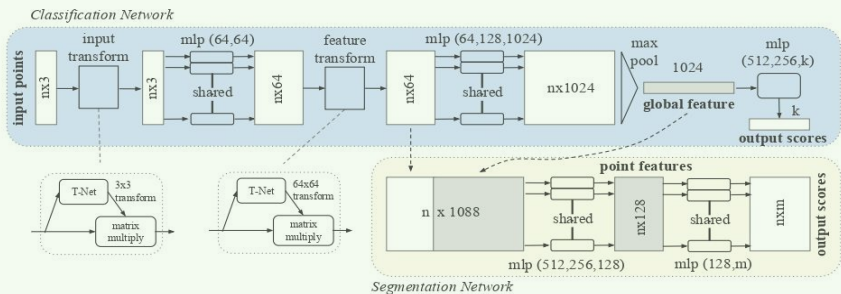 Classification Network
input points
nx3
input
transform
nx3
mlp (64,64)
shared
nx64
feature
transform
nx64
mlp (64,128,1024)
shared
nx1024
max
pool
1024
global feature
mlp
(512,256,k)
k
output scores
T-Net
3x3
transform
matrix
multiply
T-Net
64x64
transform
matrix
multiply
point features
n x 1088
shared
mlp (512,256,128)
nx128
shared
mlp (128,m)
nxm
output scores
Segmentation Network